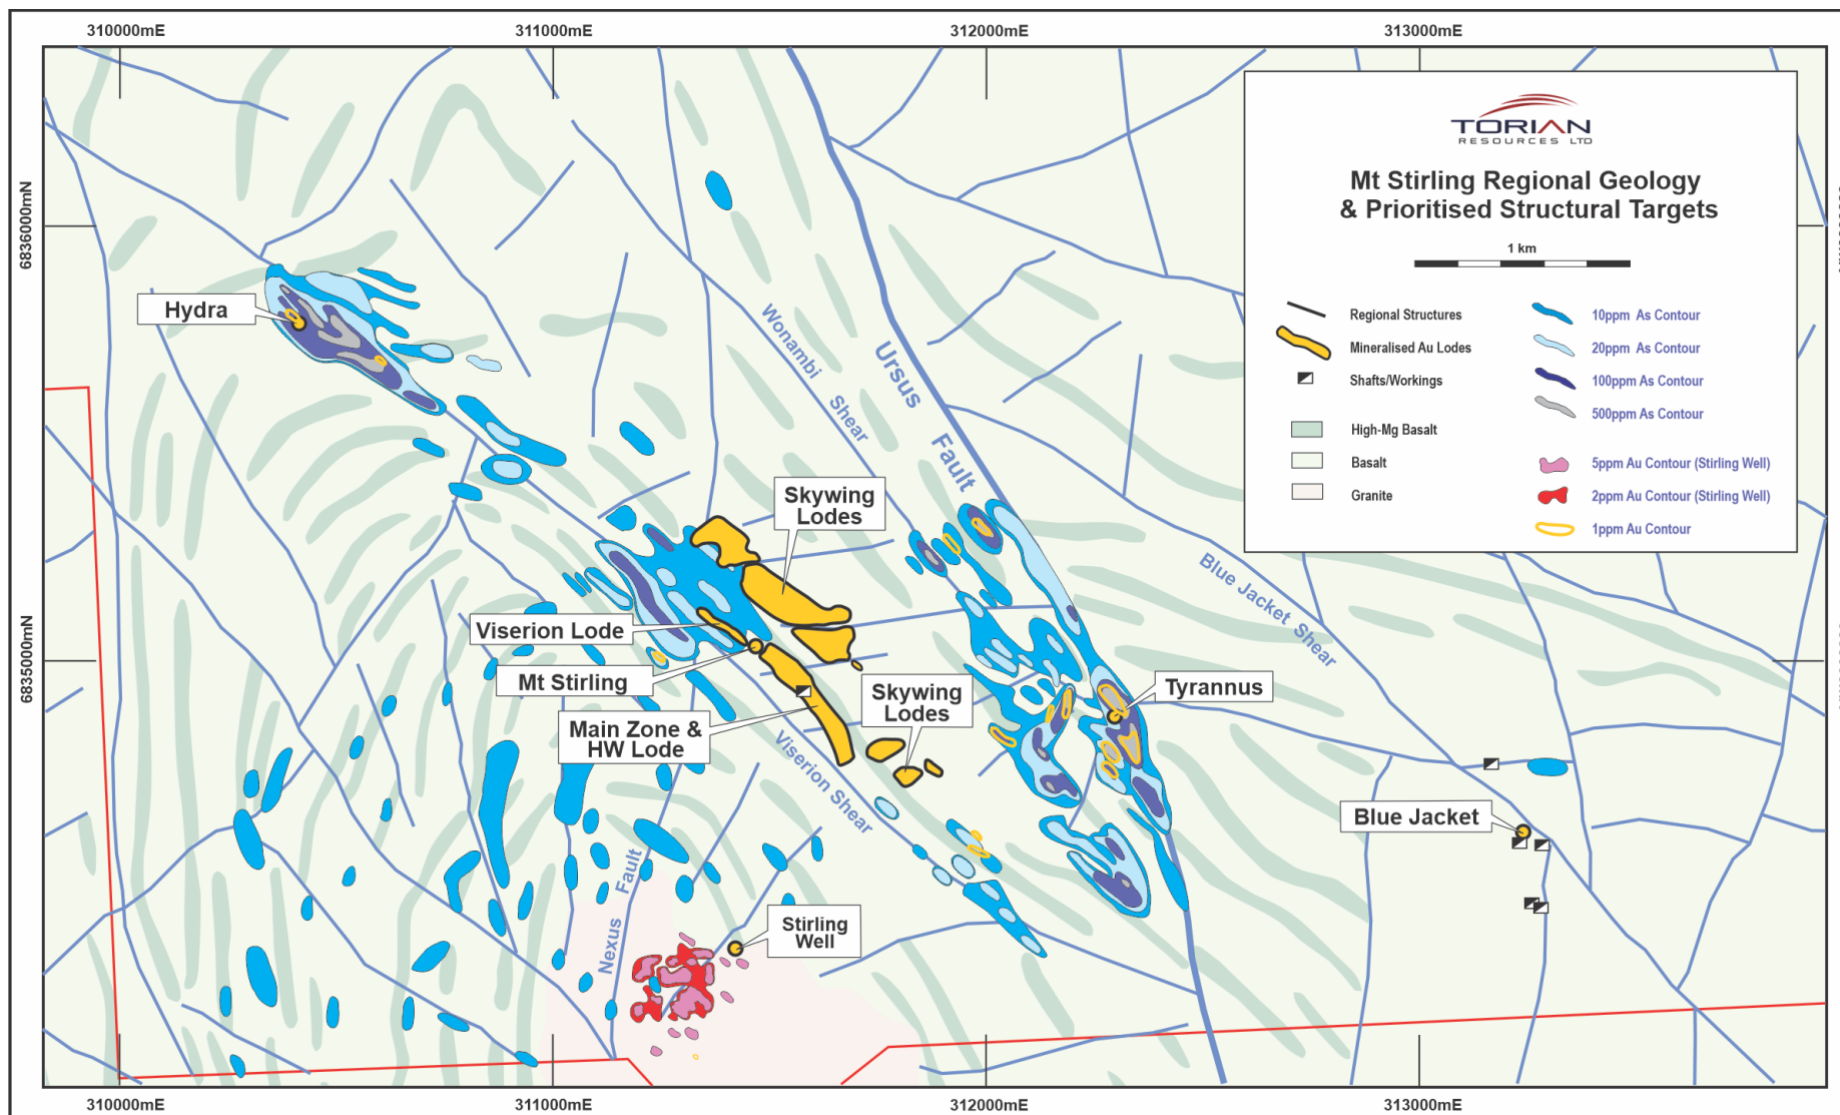 310000mE
311000mE
312000mE
313000mE
6836000mN
6835000mN
TORIAN
RESOURCES LTD
Mt Stirling Regional Geology
& Prioritised Structural Targets
1 km
Regional Structures
Mineralised Au Lodes
Shafts/Workings
High-Mg Basalt
Basalt
Granite
10ppm As Contour
20ppm As Contour
100ppm As Contour
500ppm As Contour
5ppm Au Contour (Stirling Well)
2ppm Au Contour (Stirling Well)
1ppm Au Contour
Hydra
Wonambi
Shear
Ursus
Fault
Skywing
Lodes
Blue Jacket Shear
Viserion Lode
Mt Stirling
Main Zone &
HW Lode
Skywing
Lodes
Tyrannus
Viserion Shear
Blue Jacket
Nexus
Fault
Stirling
Well
310000mE
311000mE
312000mE
313000mE